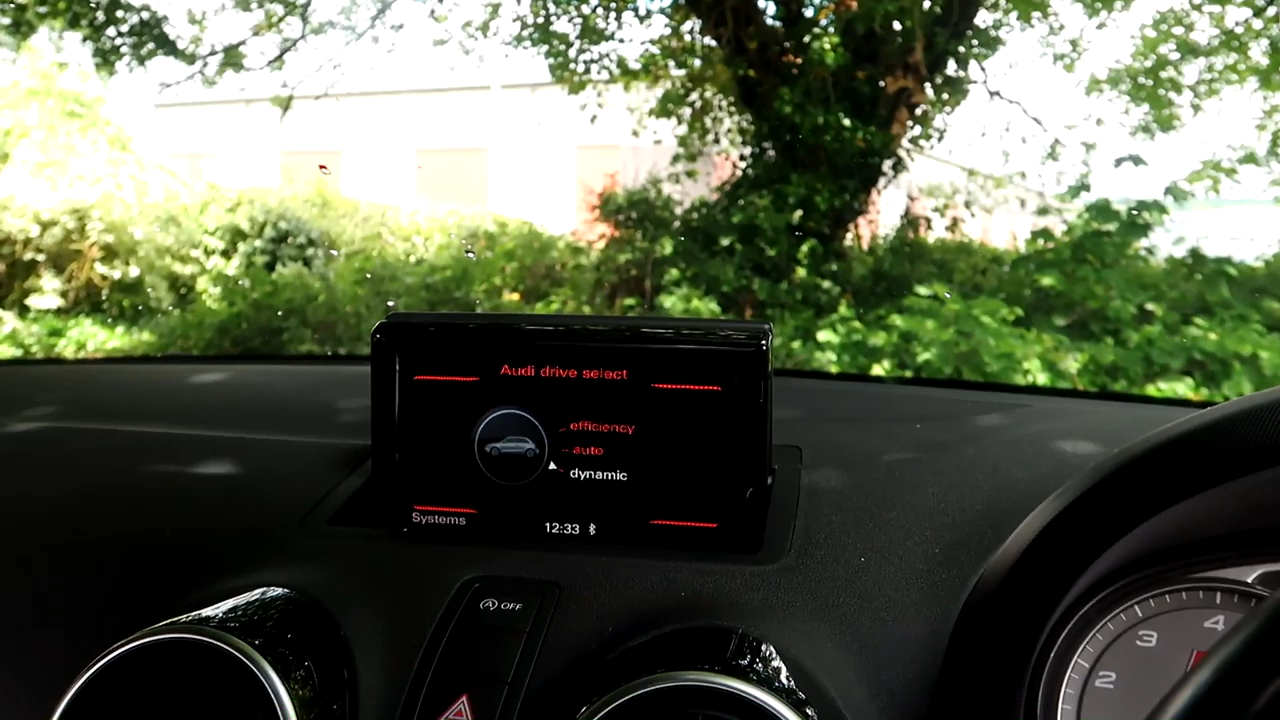 Audi drive select
efficiency
auto
dynamic
Systems
12:33
OFF
4
3
2